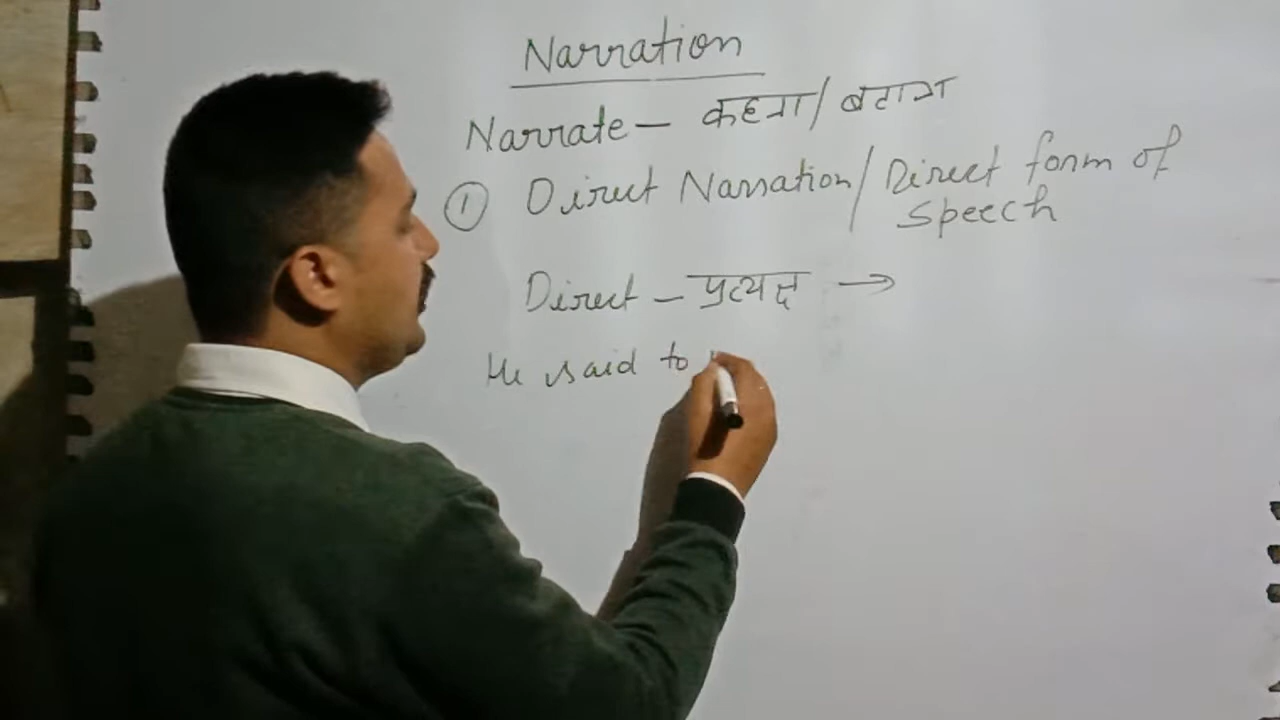 Narration
Narrate – कहना/बताना
① Direct Narration/Direct form of
speech
Direct – प्रत्यक्ष →
He said to